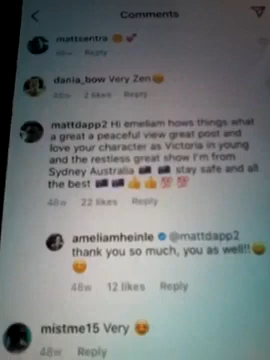 Comments
mattsentra
48w Reply
dania_bow Very Zen😊
48w 2 likes Reply
mattdapp2 Hi emeliam hows things what
a great a peaceful view great post and
love your character as Victoria in young
and the restless great show I'm from
Sydney Australia 🇦🇺 🇦🇺 stay safe and all
the best 🇦🇺 🇦🇺 👍👍💯💯
48w 22 likes Reply
ameliamheinle @mattdapp2
thank you so much, you as well!!😊
😊
48w 12 likes Reply
mistme15 Very 😍
48w Reply